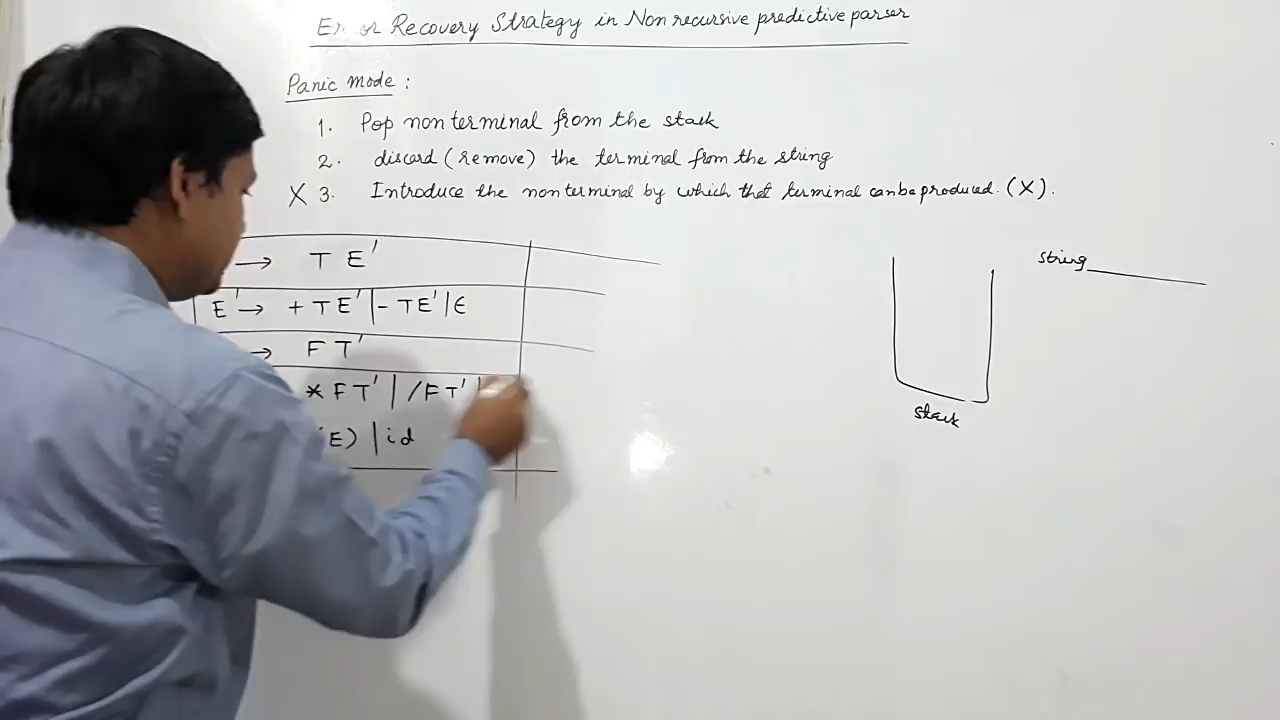 Er or Recovery Strategy in Non recursive predictive parser
Panic mode :
1. Pop non terminal from the stack
2. discard (remove) the terminal from the string
X 3. Introduce the non terminal by which that terminal can be produced. (X).
→ T E'
E' → + T E' | - T E' | ϵ
→ F T'
* F T' | / F T' |
(E) | id
string
stack